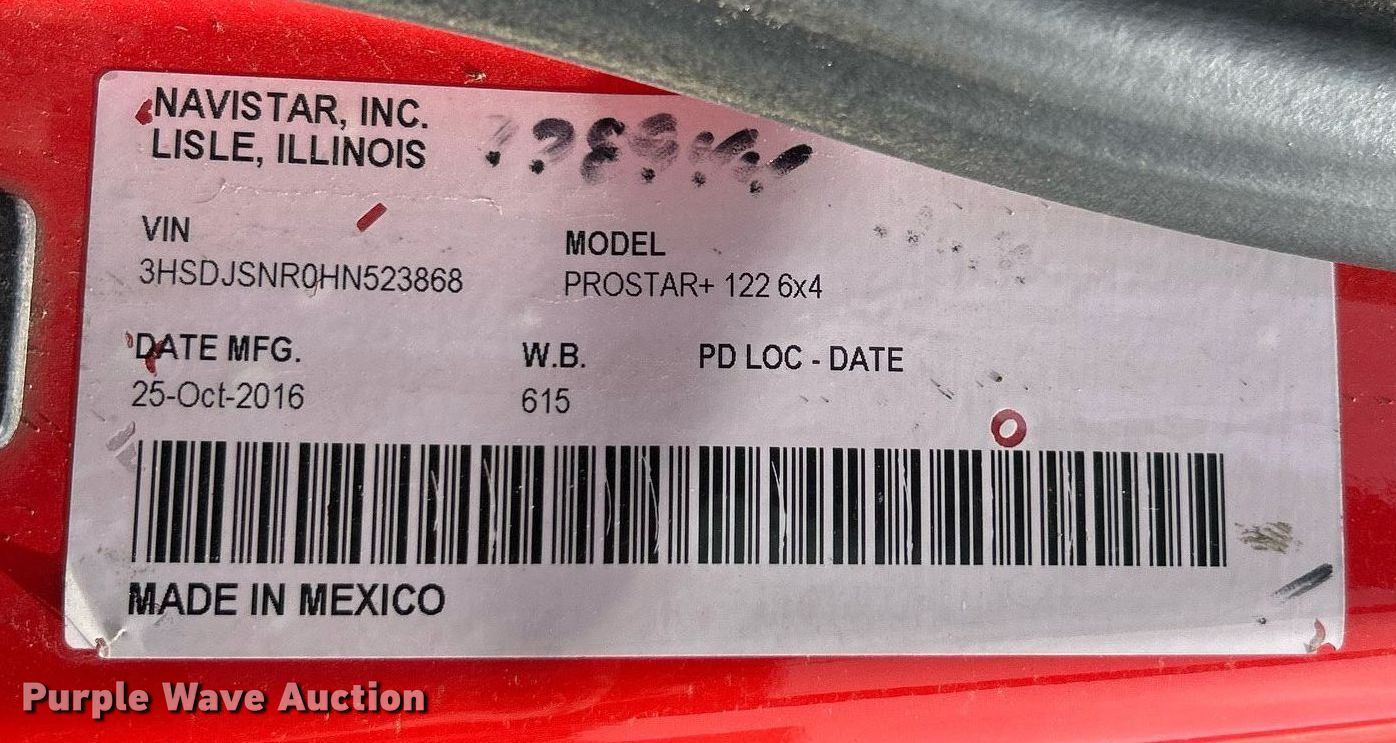 NAVISTAR, INC.
LISLE, ILLINOIS
VIN
3HSDJSNR0HN523868
MODEL
PROSTAR+ 122 6x4
DATE MFG.
25-Oct-2016
W.B.
615
PD LOC - DATE
MADE IN MEXICO
Purple Wave Auction